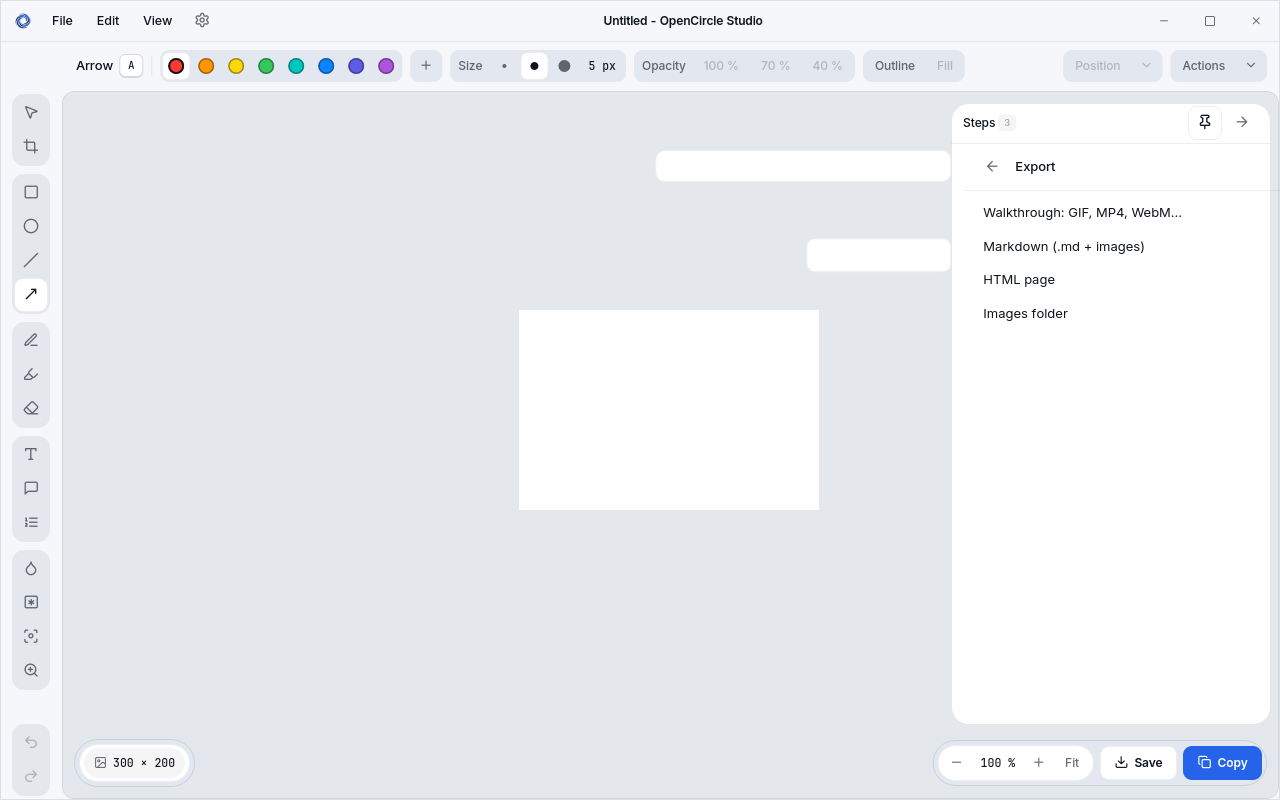 File Edit View Untitled - OpenCircle Studio
Arrow A Size 5 px Opacity 100 % 70 % 40 % Outline Fill Position Actions
Steps 3
Export
Walkthrough: GIF, MP4, WebM...
Markdown (.md + images)
HTML page
Images folder
300 × 200 100 % Fit Save Copy